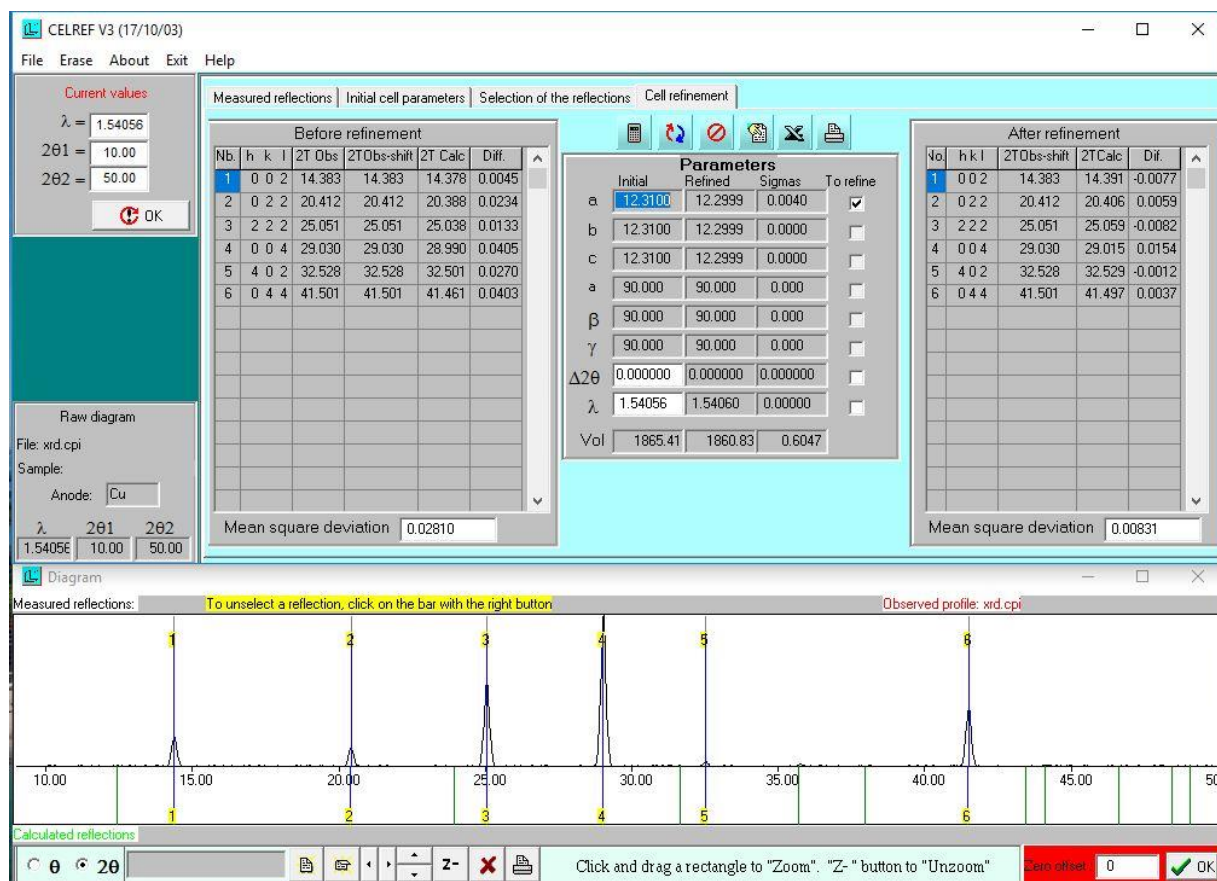 CELREF V3 (17/10/03)
File Erase About Exit Help
Current values
λ = 1.54056
2θ1 = 10.00
2θ2 = 50.00
OK
Measured reflections Initial cell parameters Selection of the reflections Cell refinement
Before refinement
Nb. h k l 2T Obs 2TObs-shift 2T Calc Diff.
1 0 0 2 14.383 14.383 14.378 0.0045
2 0 2 2 20.412 20.412 20.388 0.0234
3 2 2 2 25.051 25.051 25.038 0.0133
4 0 0 4 29.030 29.030 28.990 0.0405
5 4 0 2 32.528 32.528 32.501 0.0270
6 0 4 4 41.501 41.501 41.461 0.0403
Mean square deviation 0.02810
Parameters
Initial Refined Sigmas To refine
a 12.3100 12.2999 0.0040
b 12.3100 12.2999 0.0000
c 12.3100 12.2999 0.0000
a 90.000 90.000 0.000
β 90.000 90.000 0.000
γ 90.000 90.000 0.000
Δ2θ 0.000000 0.000000 0.000000
λ 1.54056 1.54060 0.00000
Vol 1865.41 1860.83 0.6047
After refinement
No. h k l 2TObs-shift 2TCalc Dif.
1 0 0 2 14.383 14.391 -0.0077
2 0 2 2 20.412 20.406 0.0059
3 2 2 2 25.051 25.059 -0.0082
4 0 0 4 29.030 29.015 0.0154
5 4 0 2 32.528 32.529 -0.0012
6 0 4 4 41.501 41.497 0.0037
Mean square deviation 0.00831
Raw diagram
File: xrd.cpi
Sample:
Anode: Cu
λ 2θ1 2θ2
1.54056 10.00 50.00
Diagram
Measured reflections: To unselect a reflection, click on the bar with the right button Observed profile: xrd.cpi
1 2 3 4 5 6
10.00 15.00 20.00 25.00 30.00 35.00 40.00 45.00 50
1 2 3 4 5 6
Calculated reflections
θ 2θ Z- Click and drag a rectangle to "Zoom". "Z- " button to "Unzoom" Zero offset 0 OK